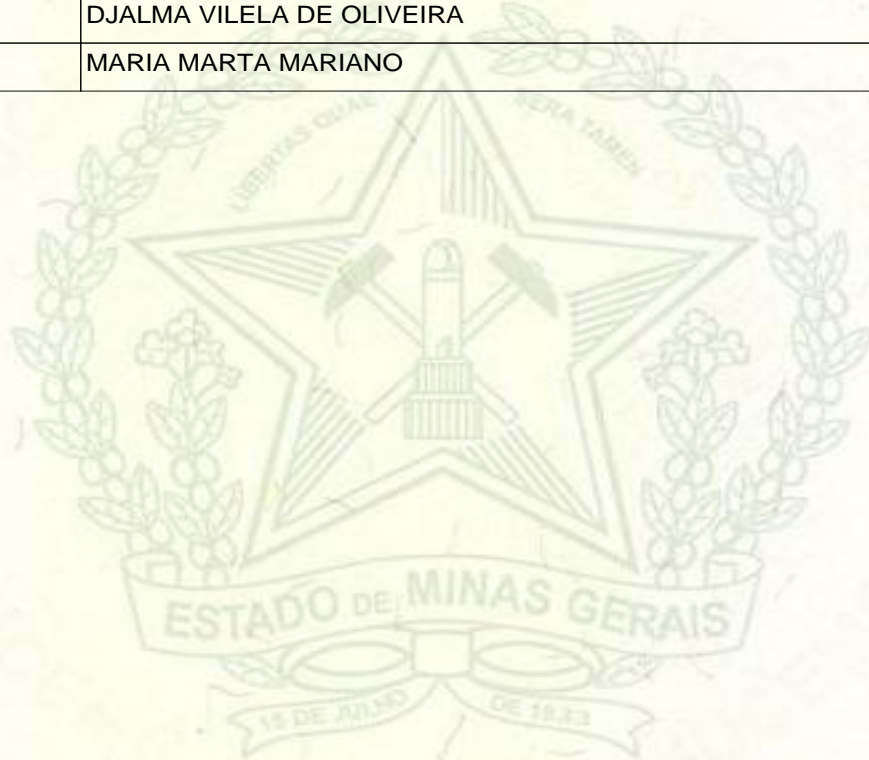 DJALMA VILELA DE OLIVEIRA
MARIA MARTA MARIANO
LIBERTAS QUAE SERA TAMEN
ESTADO DE MINAS GERAIS
15 DE JULHO DE 1933